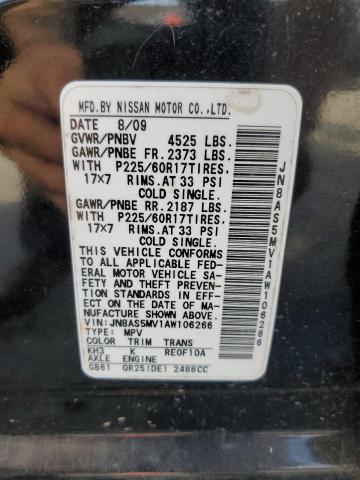 MFD.BY NISSAN MOTOR CO.,LTD.
DATE 8/09
GVWR/PNBV 4525 LBS.
GAWR/PNBE FR. 2373 LBS.
WITH P225/60R17TIRES,
17×7 RIMS.AT 33 PSI
COLD SINGLE.
GAWR/PNBE RR. 2187 LBS.
WITH P225/60R17TIRES,
17×7 RIMS.AT 33 PSI
COLD SINGLE.
THIS VEHICLE CONFORMS
TO ALL APPLICABLE FED-
ERAL MOTOR VEHICLE SA-
FETY AND THEFT PREVENT-
ION STANDARDS IN EFFECT
ON THE DATE OF MA-
NUFACTURE SHOWN ABOVE.
VIN:JN8AS5MV1AW106266
TYPE: MPV
COLOR TRIM TRANS
KH3 K RE0F10A
AXLE ENGINE
GB61 QR25(DE) 2488CC
JN8AS5MV1AW106266